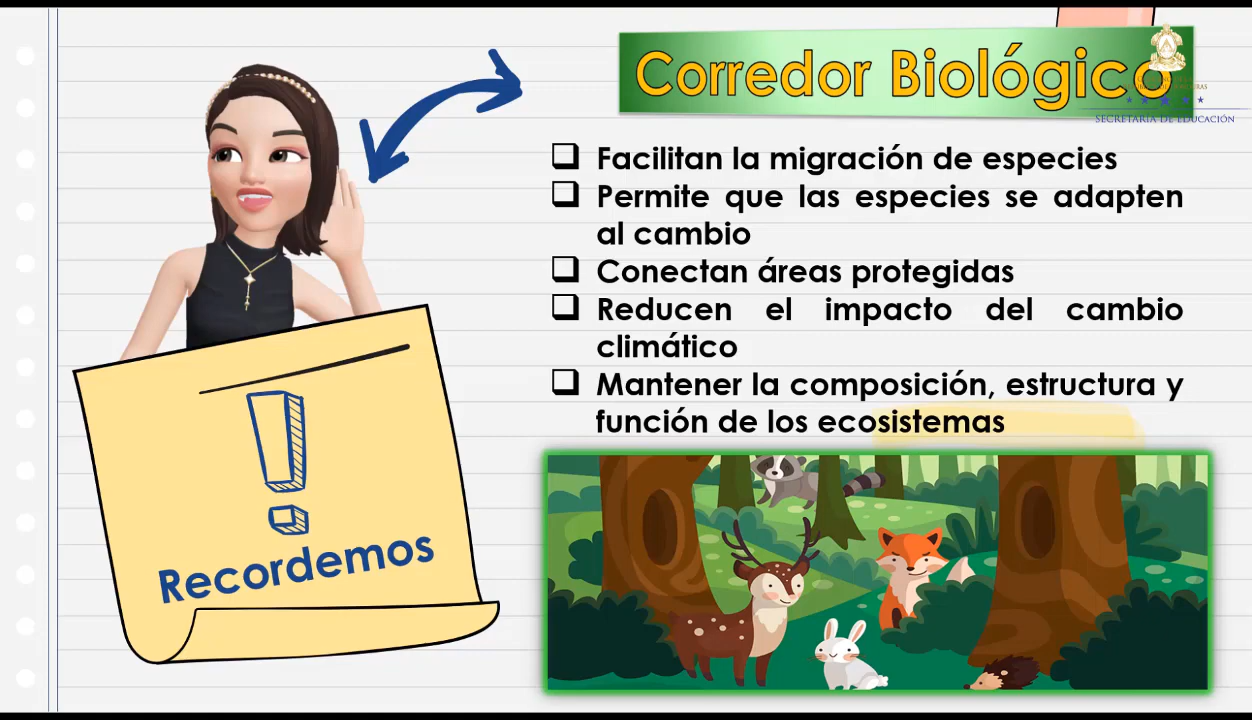 Corredor Biológico
SECRETARÍA DE EDUCACIÓN
Facilitan la migración de especies
Permite que las especies se adapten
al cambio
Conectan áreas protegidas
Reducen el impacto del cambio
climático
Mantener la composición, estructura y
función de los ecosistemas
!
Recordemos